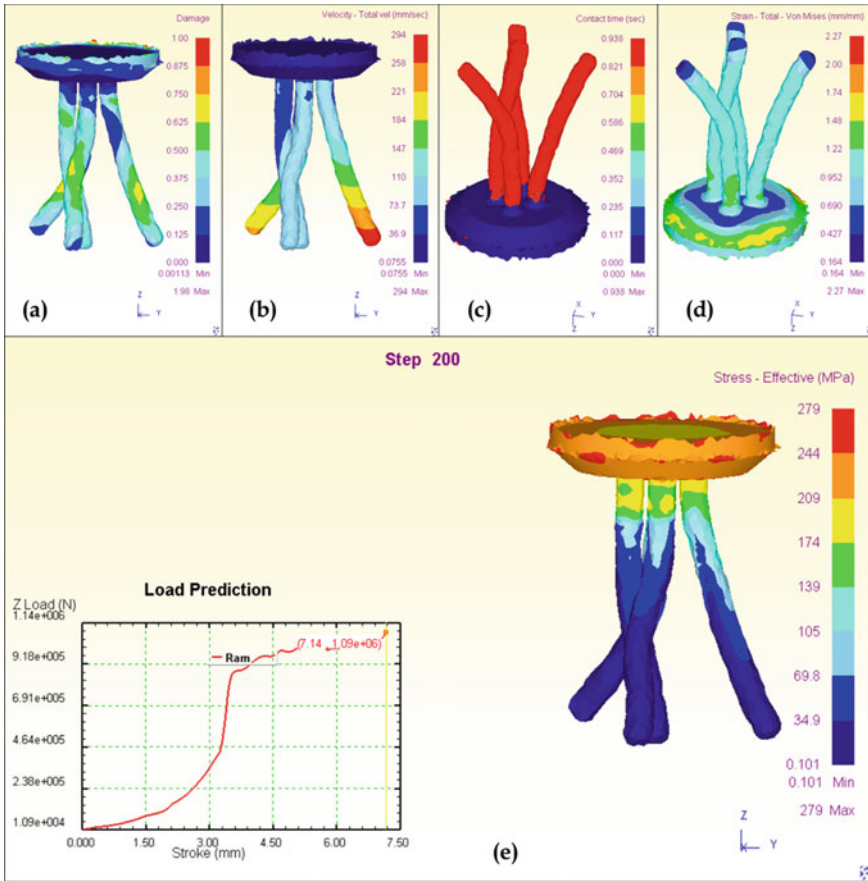 Damage
1.00
0.875
0.750
0.625
0.500
0.375
0.250
0.125
0.000
0.00113 Min
1.98 Max
Z
Y
(a)
Velocity - Total vel (mm/sec)
294
258
221
184
147
110
73.7
36.9
0.0755
0.0755 Min
294 Max
Z
Y
(b)
Contact time (sec)
0.938
0.821
0.704
0.586
0.469
0.352
0.235
0.117
0.000
0.000 Min
0.938 Max
X
Y
Z
(c)
Strain - Total - Von Mises (mm/mm)
2.27
2.00
1.74
1.48
1.22
0.952
0.690
0.427
0.164
0.164 Min
2.27 Max
X
Y
Z
(d)
Step 200
Stress - Effective (MPa)
279
244
209
174
139
105
69.8
34.9
0.101
0.101 Min
279 Max
Z
Y
Load Prediction
Z Load (N)
1.14e+006
9.18e+005
6.91e+005
4.64e+005
2.38e+005
1.09e+004
(7.14 , 1.09e+06)
Ram
0.000 1.50 3.00 4.50 6.00 7.50
Stroke (mm)
(e)